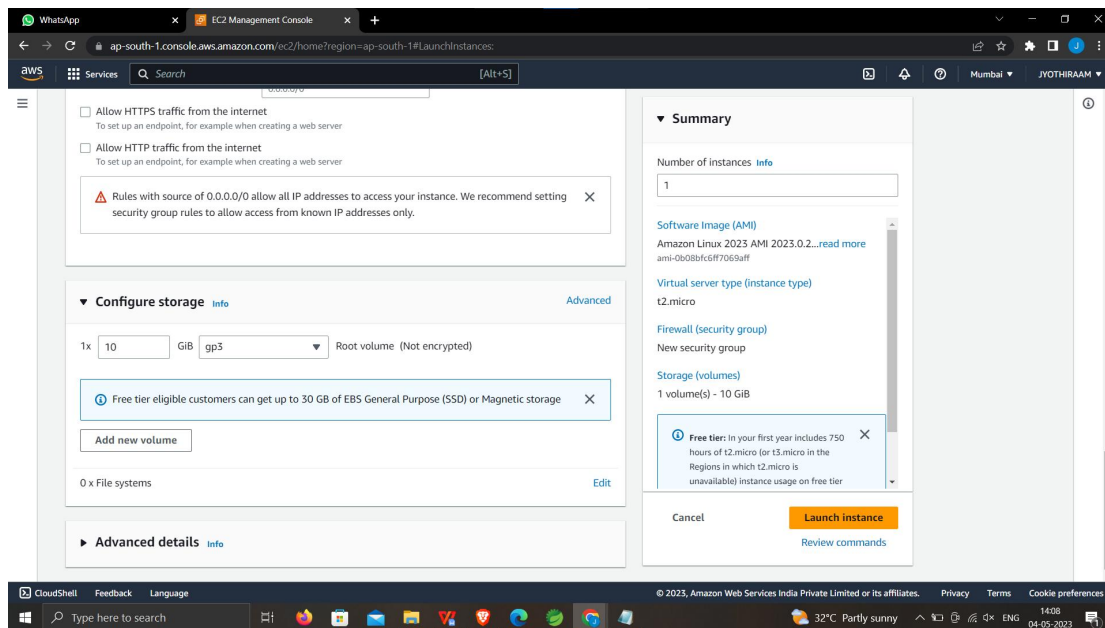 WhatsApp
EC2 Management Console
ap-south-1.console.aws.amazon.com/ec2/home?region=ap-south-1#LaunchInstances:
aws
Services
Search
[Alt+S]
Mumbai
JYOTHIRAAM
0.0.0.0/0
Allow HTTPS traffic from the internet
To set up an endpoint, for example when creating a web server
Allow HTTP traffic from the internet
To set up an endpoint, for example when creating a web server
Rules with source of 0.0.0.0/0 allow all IP addresses to access your instance. We recommend setting
security group rules to allow access from known IP addresses only.
Configure storage Info
Advanced
1x 10 GiB gp3 Root volume (Not encrypted)
Free tier eligible customers can get up to 30 GB of EBS General Purpose (SSD) or Magnetic storage
Add new volume
0 x File systems
Edit
Advanced details Info
Summary
Number of instances Info
1
Software Image (AMI)
Amazon Linux 2023 AMI 2023.0.2...read more
ami-0b08bfc6ff7069aff
Virtual server type (instance type)
t2.micro
Firewall (security group)
New security group
Storage (volumes)
1 volume(s) - 10 GiB
Free tier: In your first year includes 750
hours of t2.micro (or t3.micro in the
Regions in which t2.micro is
unavailable) instance usage on free tier
Cancel
Launch instance
Review commands
CloudShell Feedback Language
© 2023, Amazon Web Services India Private Limited or its affiliates. Privacy Terms Cookie preferences
Type here to search
32°C Partly sunny
ENG
14:08
04-05-2023